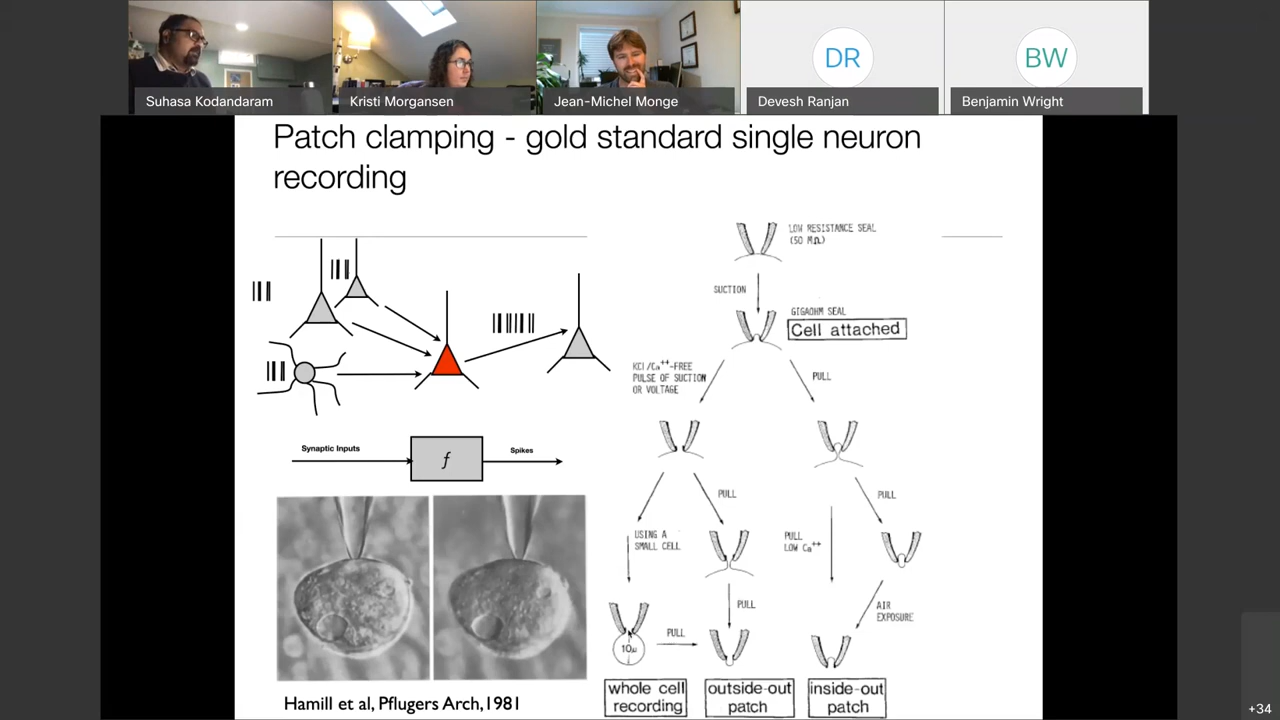 DR
BW
Suhasa Kodandaram
Kristi Morgansen
Jean-Michel Monge
Devesh Ranjan
Benjamin Wright
Patch clamping - gold standard single neuron
recording
LOW RESISTANCE SEAL
(50 MΩ)
SUCTION
GIGAOHM SEAL
Cell attached
KCl/Ca++-FREE
PULSE OF SUCTION
OR VOLTAGE
PULL
Synaptic Inputs
f
Spikes
PULL
PULL
USING A
SMALL CELL
PULL
LOW Ca++
PULL
AIR
EXPOSURE
10µ
PULL
whole cell
recording
outside-out
patch
inside-out
patch
Hamill et al, Pflugers Arch,1981
+34